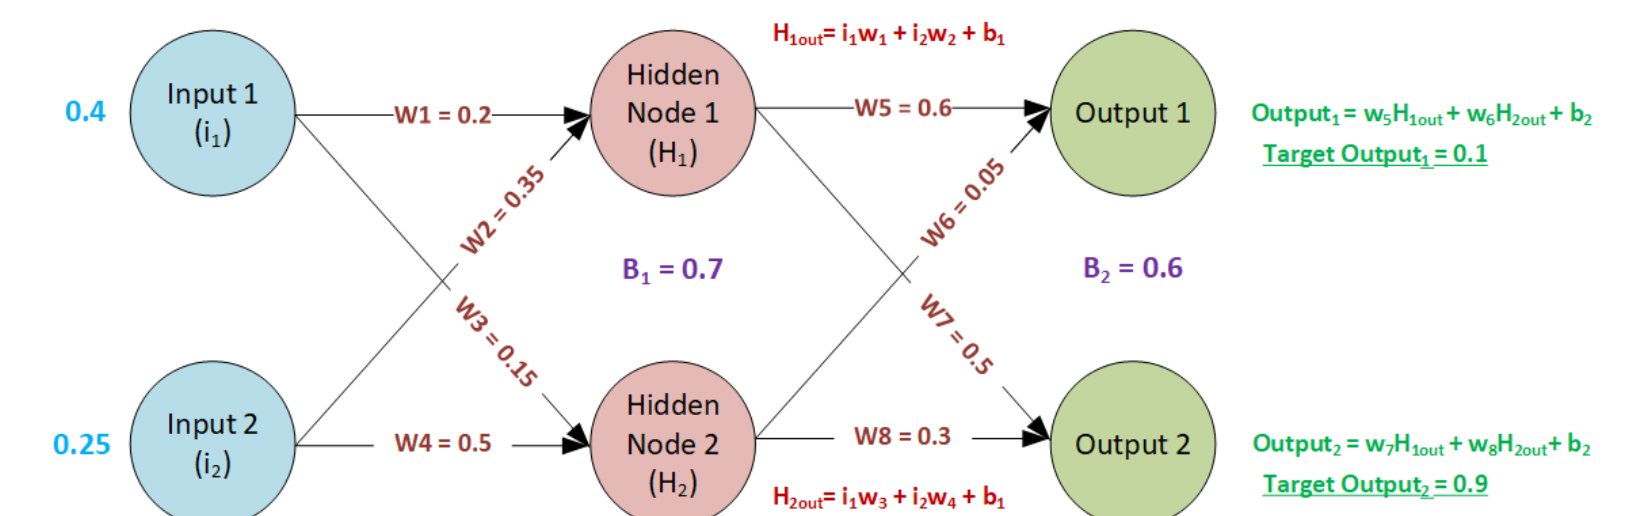 H₁out= i₁w₁ + i₂w₂ + b₁
0.4
Input 1
(i₁)
W1 = 0.2
Hidden
Node 1
(H₁)
W5 = 0.6
Output 1
Output₁ = w₅H₁out + w₆H₂out + b₂
Target Output₁ = 0.1
W2 = 0.35
W6 = 0.05
B₁ = 0.7
B₂ = 0.6
W3 = 0.15
W7 = 0.5
0.25
Input 2
(i₂)
W4 = 0.5
Hidden
Node 2
(H₂)
W8 = 0.3
Output 2
Output₂ = w₇H₁out + w₈H₂out+ b₂
Target Output₂ = 0.9
H₂out= i₁w₃ + i₂w₄ + b₁